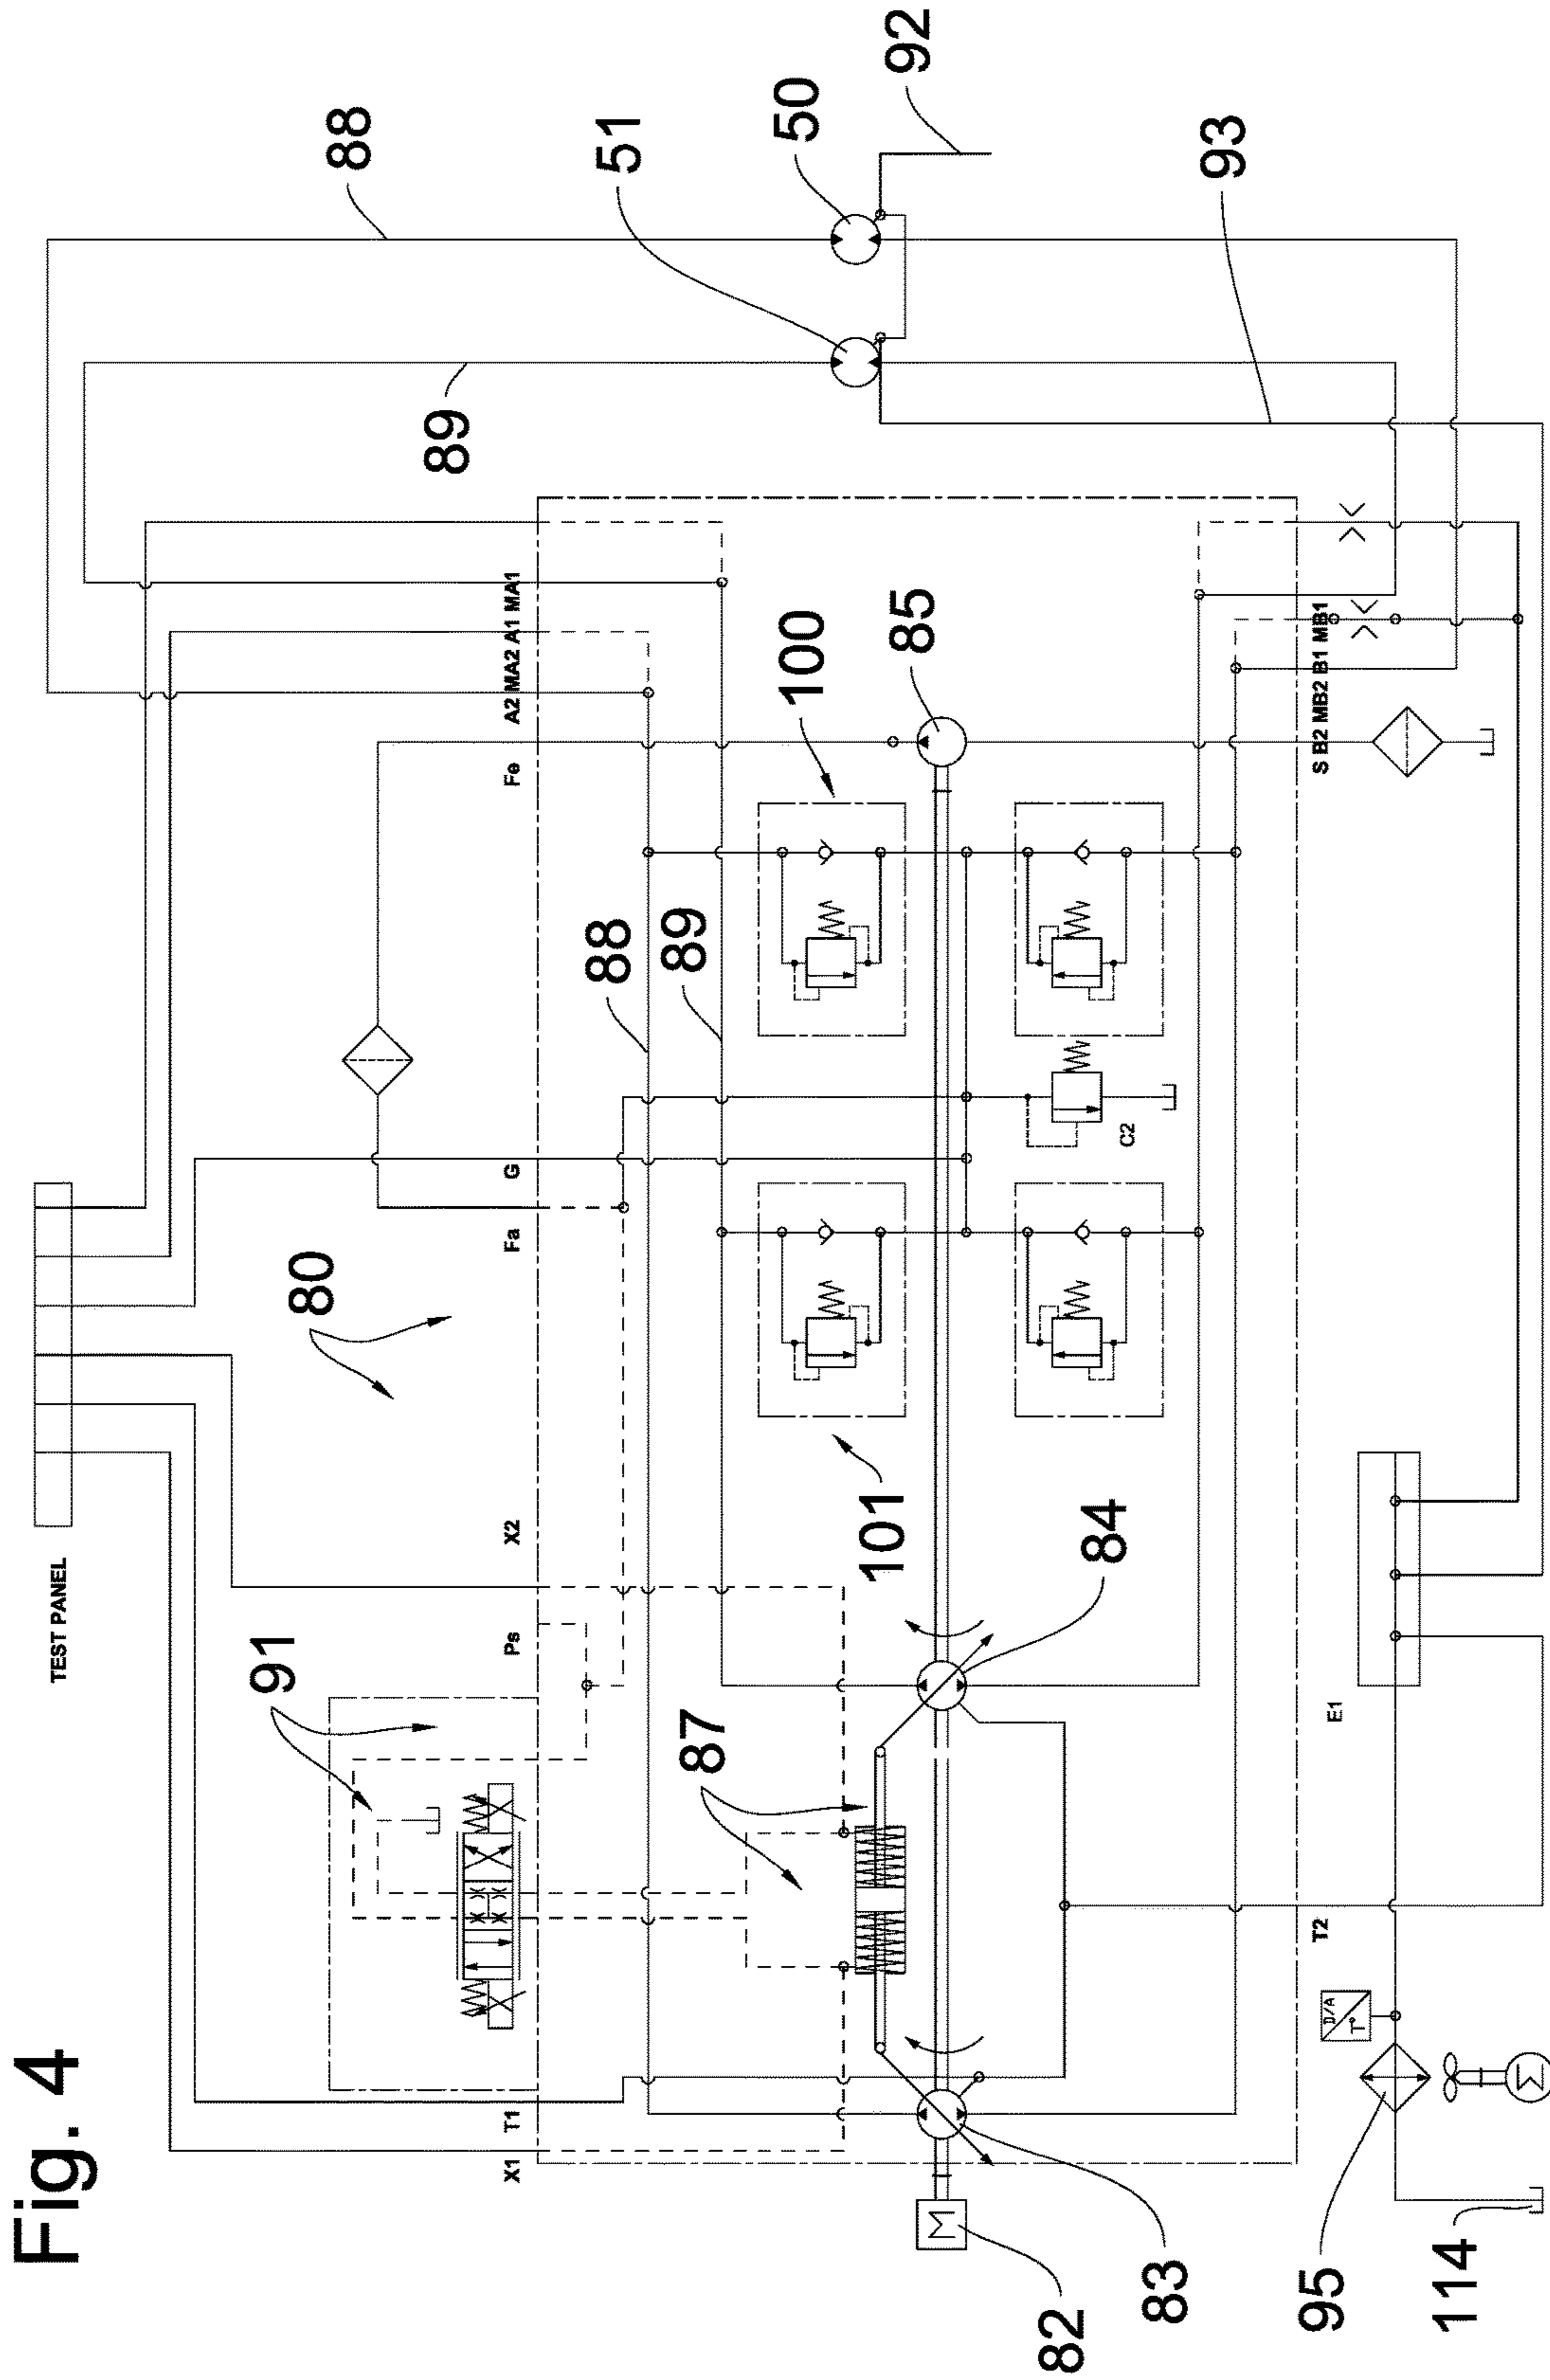 Fig. 4
TEST PANEL
91
80
88
89
X1 T1 Ps X2 Fa G Fe A2 MA2 A1 MA1
88
51
89
87
50
100
101
92
85
M
82
84
C2
83
93
T2 E1 S B2 MB2 B1 MB1
95
D/A
T°
114
M